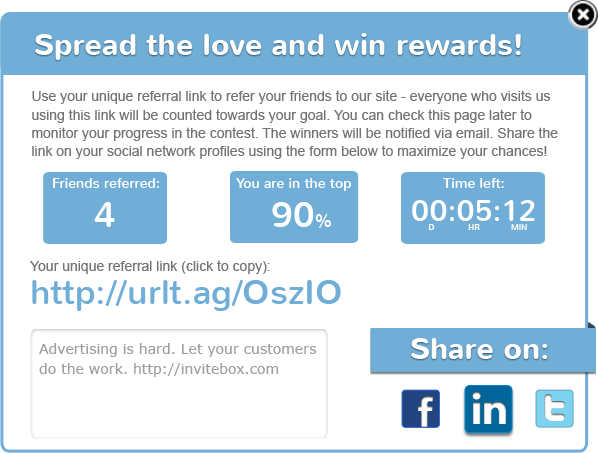 Spread the love and win rewards!
Use your unique referral link to refer your friends to our site - everyone who visits us
using this link will be counted towards your goal. You can check this page later to
monitor your progress in the contest. The winners will be notified via email. Share the
link on your social network profiles using the form below to maximize your chances!
Friends referred:
4
You are in the top
90%
Time left:
00:05:12
D HR MIN
Your unique referral link (click to copy):
http://urlt.ag/OszIO
Advertising is hard. Let your customers
do the work. http://invitebox.com
Share on:
f in t